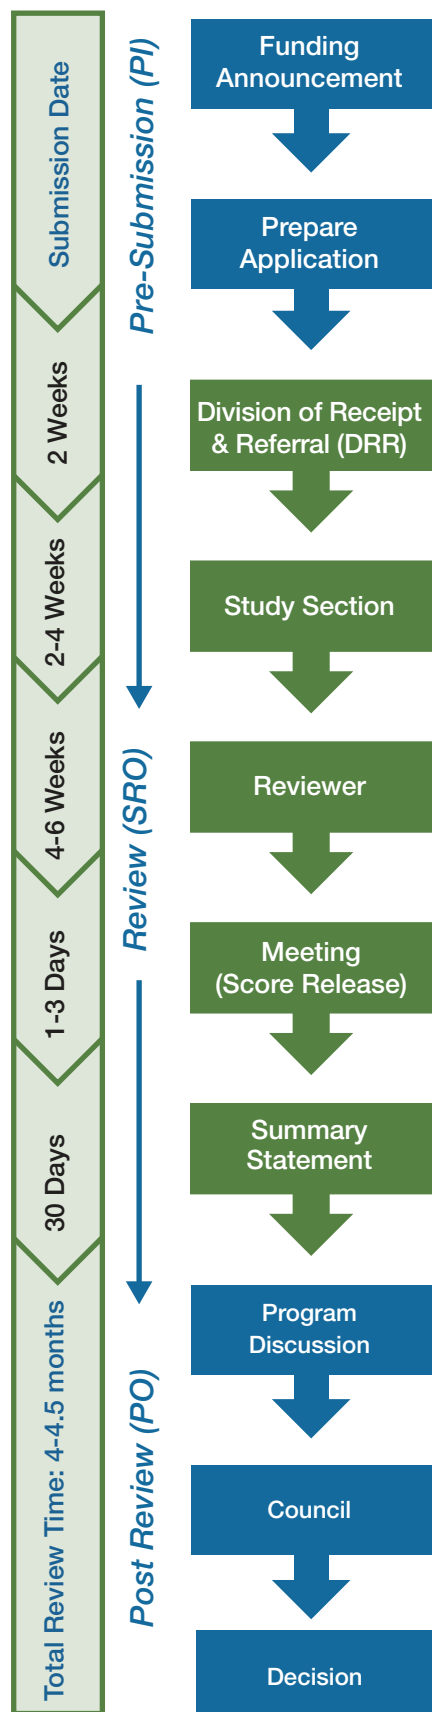 Submission Date
2 Weeks
2-4 Weeks
4-6 Weeks
1-3 Days
30 Days
Total Review Time: 4-4.5 months
Pre-Submission (PI)
Review (SRO)
Post Review (PO)
Funding
Announcement
Prepare
Application
Division of Receipt
& Referral (DRR)
Study Section
Reviewer
Meeting
(Score Release)
Summary
Statement
Program
Discussion
Council
Decision